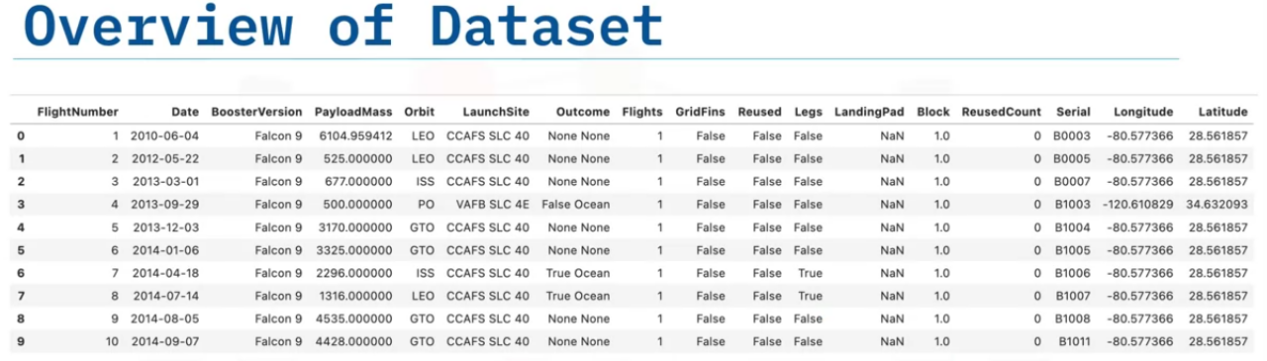 Overview of Dataset
FlightNumber Date BoosterVersion PayloadMass Orbit LaunchSite Outcome Flights GridFins Reused Legs LandingPad Block ReusedCount Serial Longitude Latitude
0 1 2010-06-04 Falcon 9 6104.959412 LEO CCAFS SLC 40 None None 1 False False False NaN 1.0 0 B0003 -80.577366 28.561857
1 2 2012-05-22 Falcon 9 525.000000 LEO CCAFS SLC 40 None None 1 False False False NaN 1.0 0 B0005 -80.577366 28.561857
2 3 2013-03-01 Falcon 9 677.000000 ISS CCAFS SLC 40 None None 1 False False False NaN 1.0 0 B0007 -80.577366 28.561857
3 4 2013-09-29 Falcon 9 500.000000 PO VAFB SLC 4E False Ocean 1 False False False NaN 1.0 0 B1003 -120.610829 34.632093
4 5 2013-12-03 Falcon 9 3170.000000 GTO CCAFS SLC 40 None None 1 False False False NaN 1.0 0 B1004 -80.577366 28.561857
5 6 2014-01-06 Falcon 9 3325.000000 GTO CCAFS SLC 40 None None 1 False False False NaN 1.0 0 B1005 -80.577366 28.561857
6 7 2014-04-18 Falcon 9 2296.000000 ISS CCAFS SLC 40 True Ocean 1 False False True NaN 1.0 0 B1006 -80.577366 28.561857
7 8 2014-07-14 Falcon 9 1316.000000 LEO CCAFS SLC 40 True Ocean 1 False False True NaN 1.0 0 B1007 -80.577366 28.561857
8 9 2014-08-05 Falcon 9 4535.000000 GTO CCAFS SLC 40 None None 1 False False False NaN 1.0 0 B1008 -80.577366 28.561857
9 10 2014-09-07 Falcon 9 4428.000000 GTO CCAFS SLC 40 None None 1 False False False NaN 1.0 0 B1011 -80.577366 28.561857